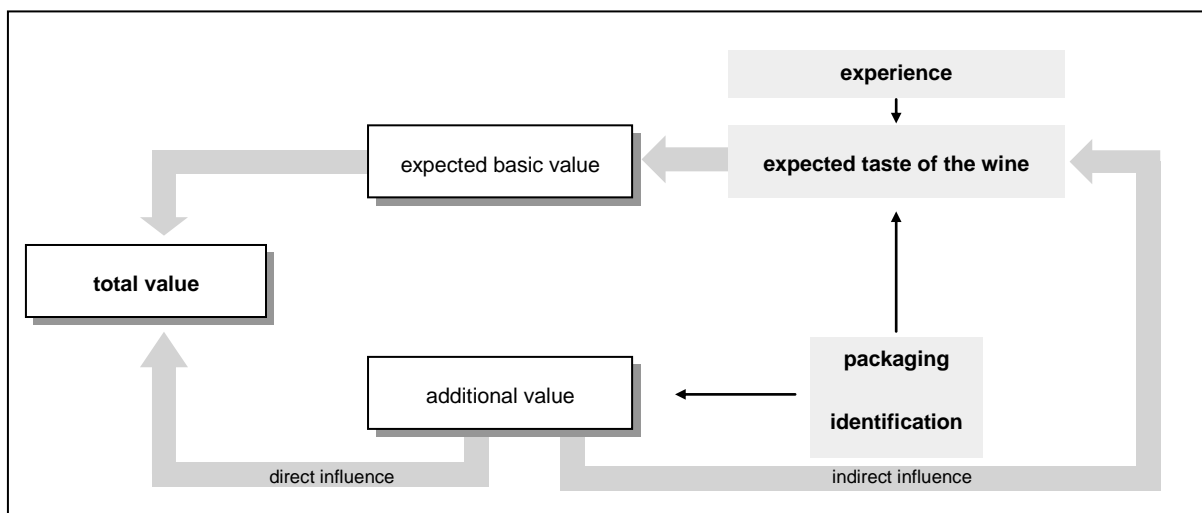 experience
expected basic value
expected taste of the wine
total value
packaging
additional value
identification
direct influence
indirect influence